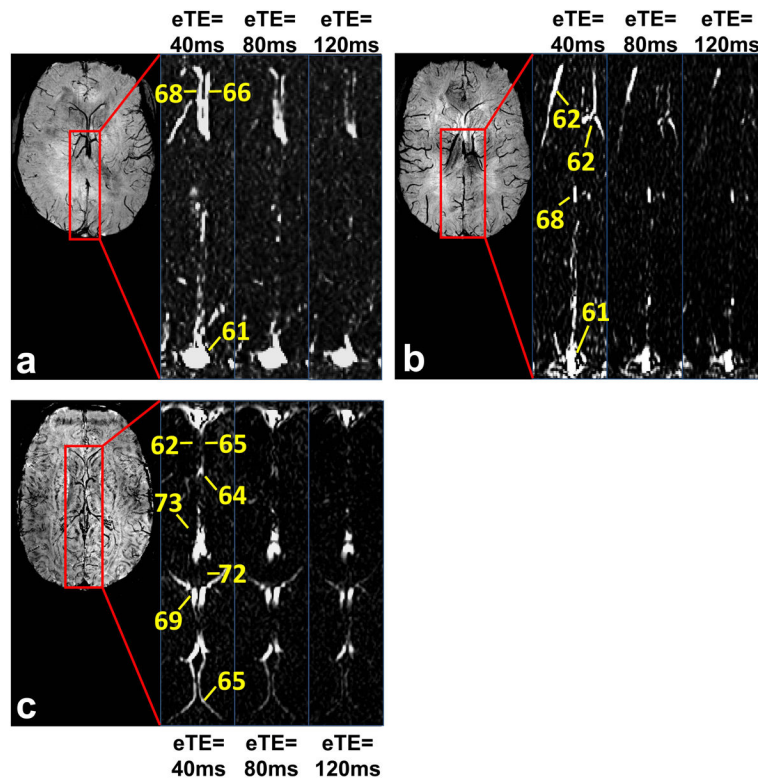 eTE= eTE= eTE=
40ms 80ms 120ms
68 66
61
a
eTE= eTE= eTE=
40ms 80ms 120ms
62
62
68
61
b
62 65
64
73
72
69
65
c
eTE= eTE= eTE=
40ms 80ms 120ms